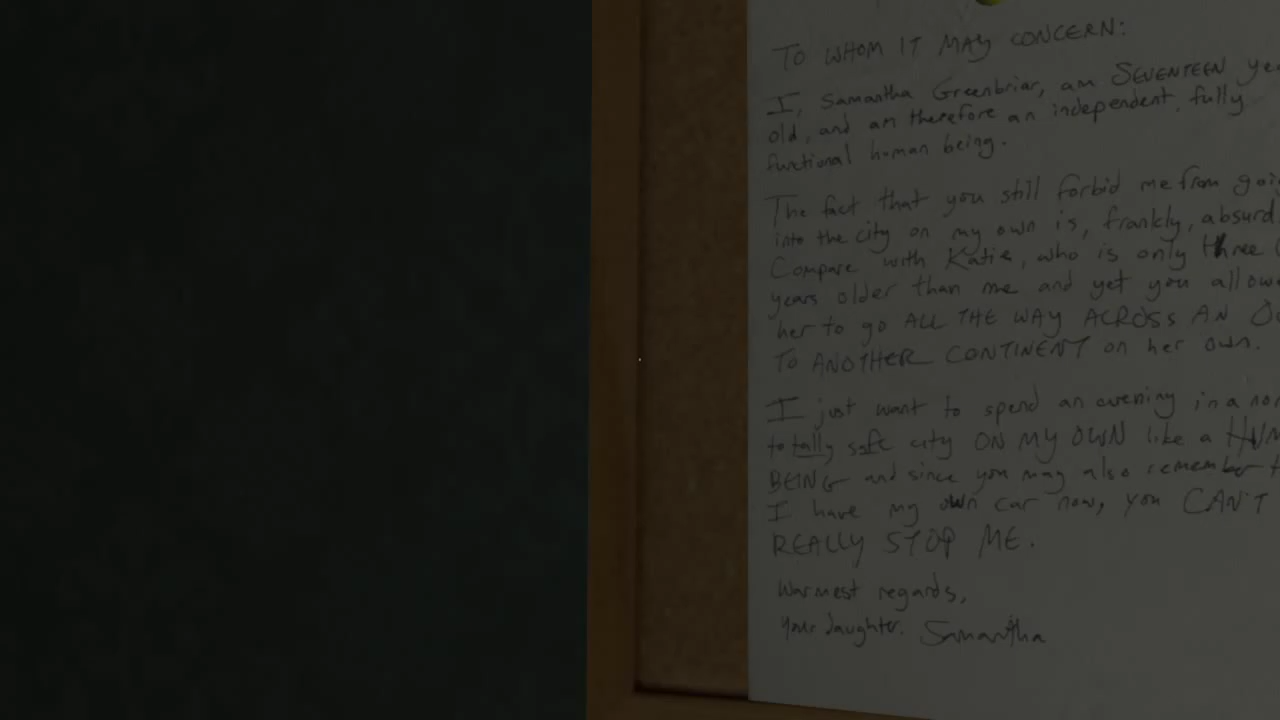 TO WHOM IT MAY CONCERN:
I, Samantha Greenbriar, am SEVENTEEN
old, and am therefore an independent, fully
functional human being.
The fact that you still forbid me from
into the city on my own is, frankly, absurd
Compare with Katie, who is only three
years older than me and yet you
her to go ALL THE WAY ACROSS AN
TO ANOTHER CONTINENT on her own.
I just want to spend an evening in a
totally safe city ON MY OWN like a
BEING and since you may also remember
I have my own car now, you CAN'T
REALLY STOP ME.
Warmest regards,
Your daughter. Samantha